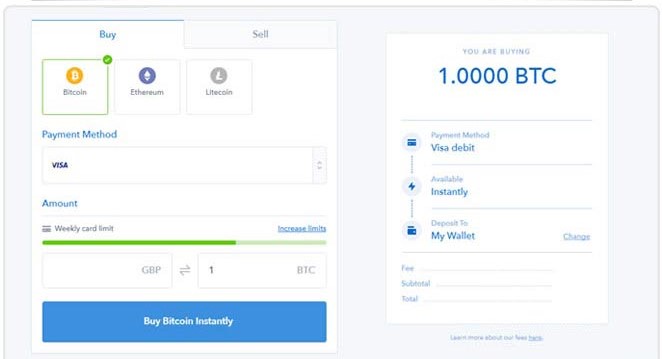 Buy
Sell
Bitcoin
Ethereum
Litecoin
Payment Method
VISA
Amount
Weekly card limit
Increase limits
GBP
1
BTC
Buy Bitcoin Instantly
YOU ARE BUYING
1.0000 BTC
Payment Method
Visa debit
Available
Instantly
Deposit To
My Wallet
Change
Fee
Subtotal
Total
Learn more about our fees here.